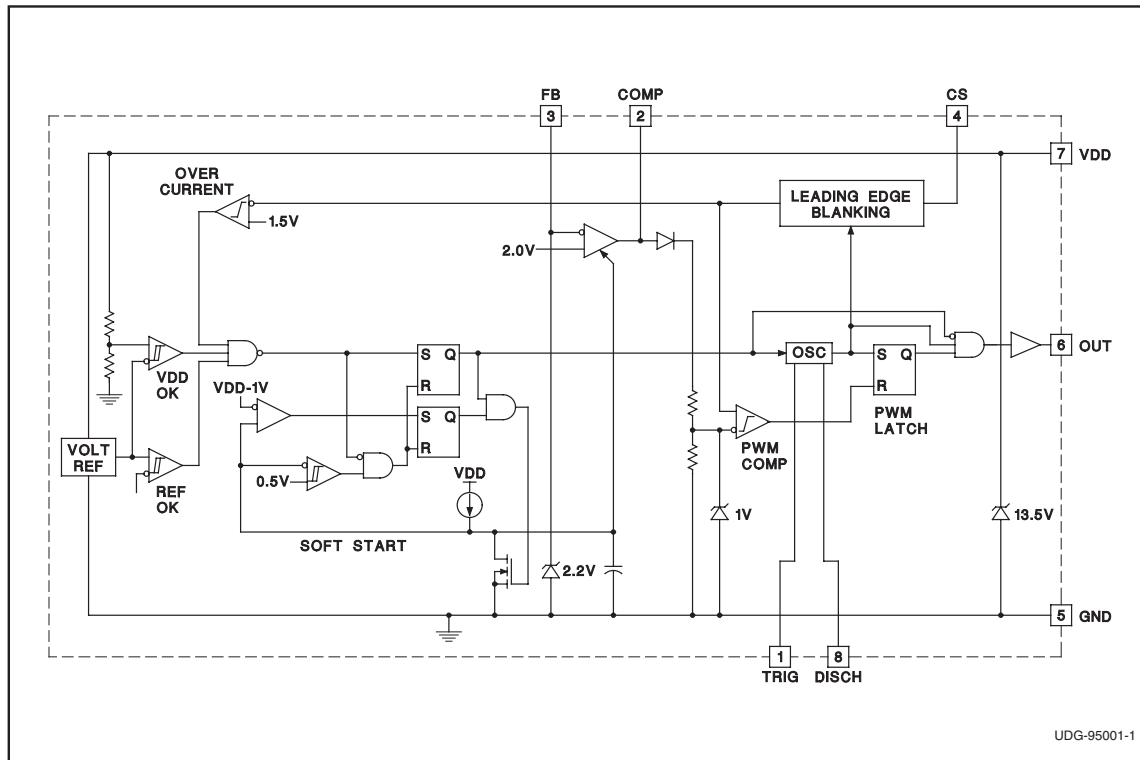 FB
COMP
CS
3
2
4
7 VDD
OVER
CURRENT
LEADING EDGE
BLANKING
1.5V
2.0V
6 OUT
VDD
OK
VDD-1V
S Q
R
S Q
R
OSC
S Q
R
PWM
LATCH
VOLT
REF
REF
OK
0.5V
VDD
PWM
COMP
SOFT START
2.2V
1V
13.5V
5 GND
1
8
TRIG
DISCH
UDG-95001-1